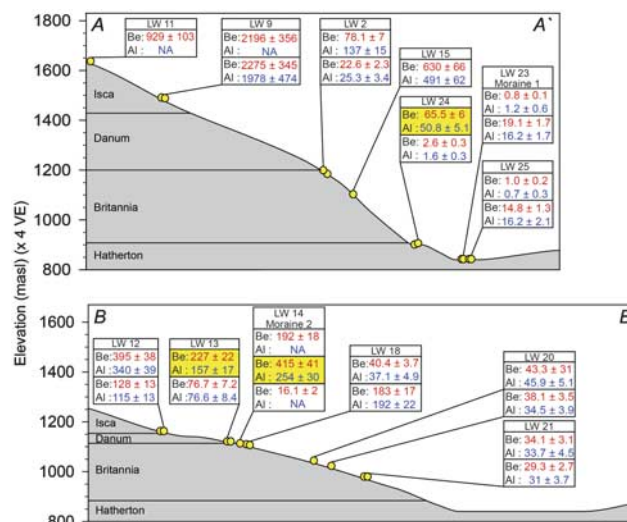 Elevation (masl) (x 4 VE)
A
A`
1800
1600
1400
1200
1000
800
Isca
Danum
Britannia
Hatherton
LW 11
Be: 929 ± 103
Al : NA
LW 9
Be: 2196 ± 356
Al : NA
Be: 2275 ± 345
Al : 1978 ± 474
LW 2
Be: 78.1 ± 7
Al : 137 ± 15
Be: 22.6 ± 2.3
Al : 25.3 ± 3.4
LW 15
Be: 630 ± 66
Al : 491 ± 62
LW 24
Be: 65.5 ± 6
Al : 50.8 ± 5.1
Be: 2.6 ± 0.3
Al : 1.6 ± 0.3
LW 23
Moraine 1
Be: 0.8 ± 0.1
Al : 1.2 ± 0.6
Be: 19.1 ± 1.7
Al : 16.2 ± 1.7
LW 25
Be: 1.0 ± 0.2
Al : 0.7 ± 0.3
Be: 14.8 ± 1.3
Al : 16.2 ± 2.1
B
1600
1400
1200
1000
800
Isca
Danum
Britannia
Hatherton
LW 12
Be: 395 ± 38
Al : 340 ± 39
Be: 128 ± 13
Al : 115 ± 13
LW 13
Be: 227 ± 22
Al : 157 ± 17
Be: 76.7 ± 7.2
Al : 76.6 ± 8.4
LW 14
Moraine 2
Be: 192 ± 18
Al : NA
Be: 415 ± 41
Al : 254 ± 30
Be: 16.1 ± 2
Al : NA
LW 18
Be: 40.4 ± 3.7
Al : 37.1 ± 4.9
Be: 183 ± 17
Al : 192 ± 22
LW 20
Be: 43.3 ± 31
Al : 45.9 ± 5.1
Be: 38.1 ± 3.5
Al : 34.5 ± 3.9
LW 21
Be: 34.1 ± 3.1
Al : 33.7 ± 4.5
Be: 29.3 ± 2.7
Al : 31 ± 3.7